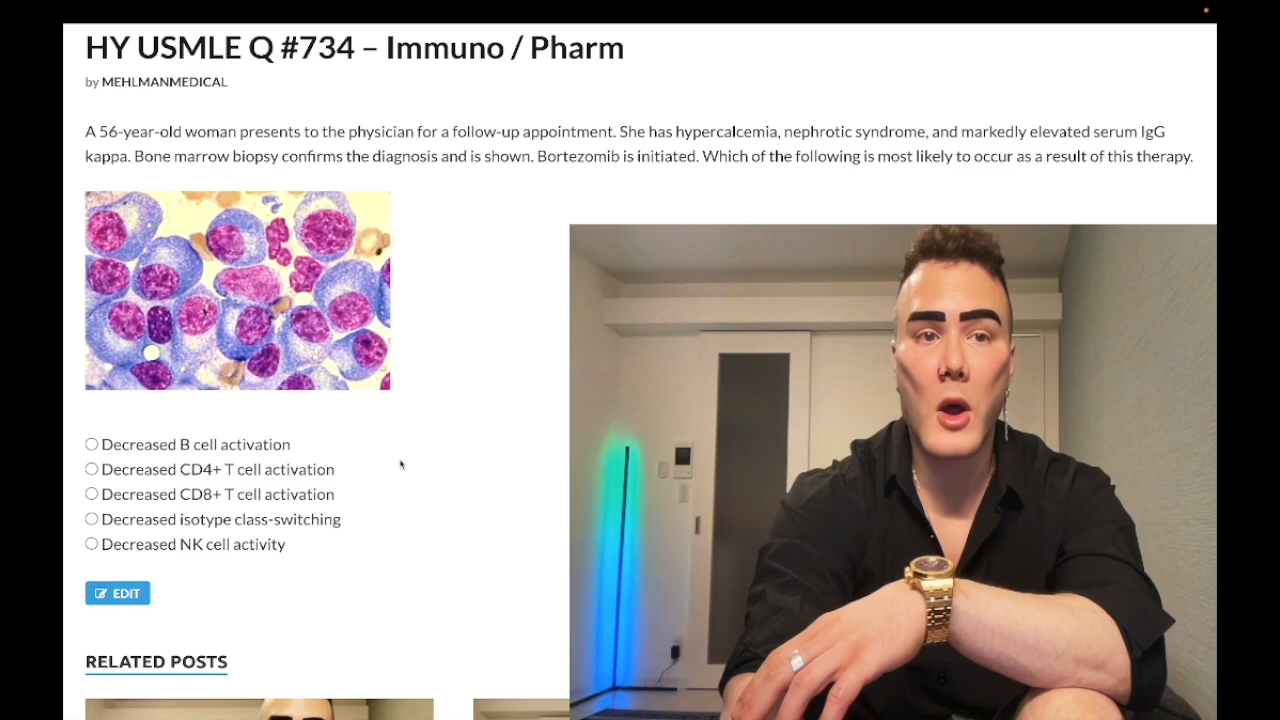 HY USMLE Q #734 – Immuno / Pharm
by MEHLMANMEDICAL
A 56-year-old woman presents to the physician for a follow-up appointment. She has hypercalcemia, nephrotic syndrome, and markedly elevated serum IgG
kappa. Bone marrow biopsy confirms the diagnosis and is shown. Bortezomib is initiated. Which of the following is most likely to occur as a result of this therapy.
Decreased B cell activation
Decreased CD4+ T cell activation
Decreased CD8+ T cell activation
Decreased isotype class-switching
Decreased NK cell activity
EDIT
RELATED POSTS